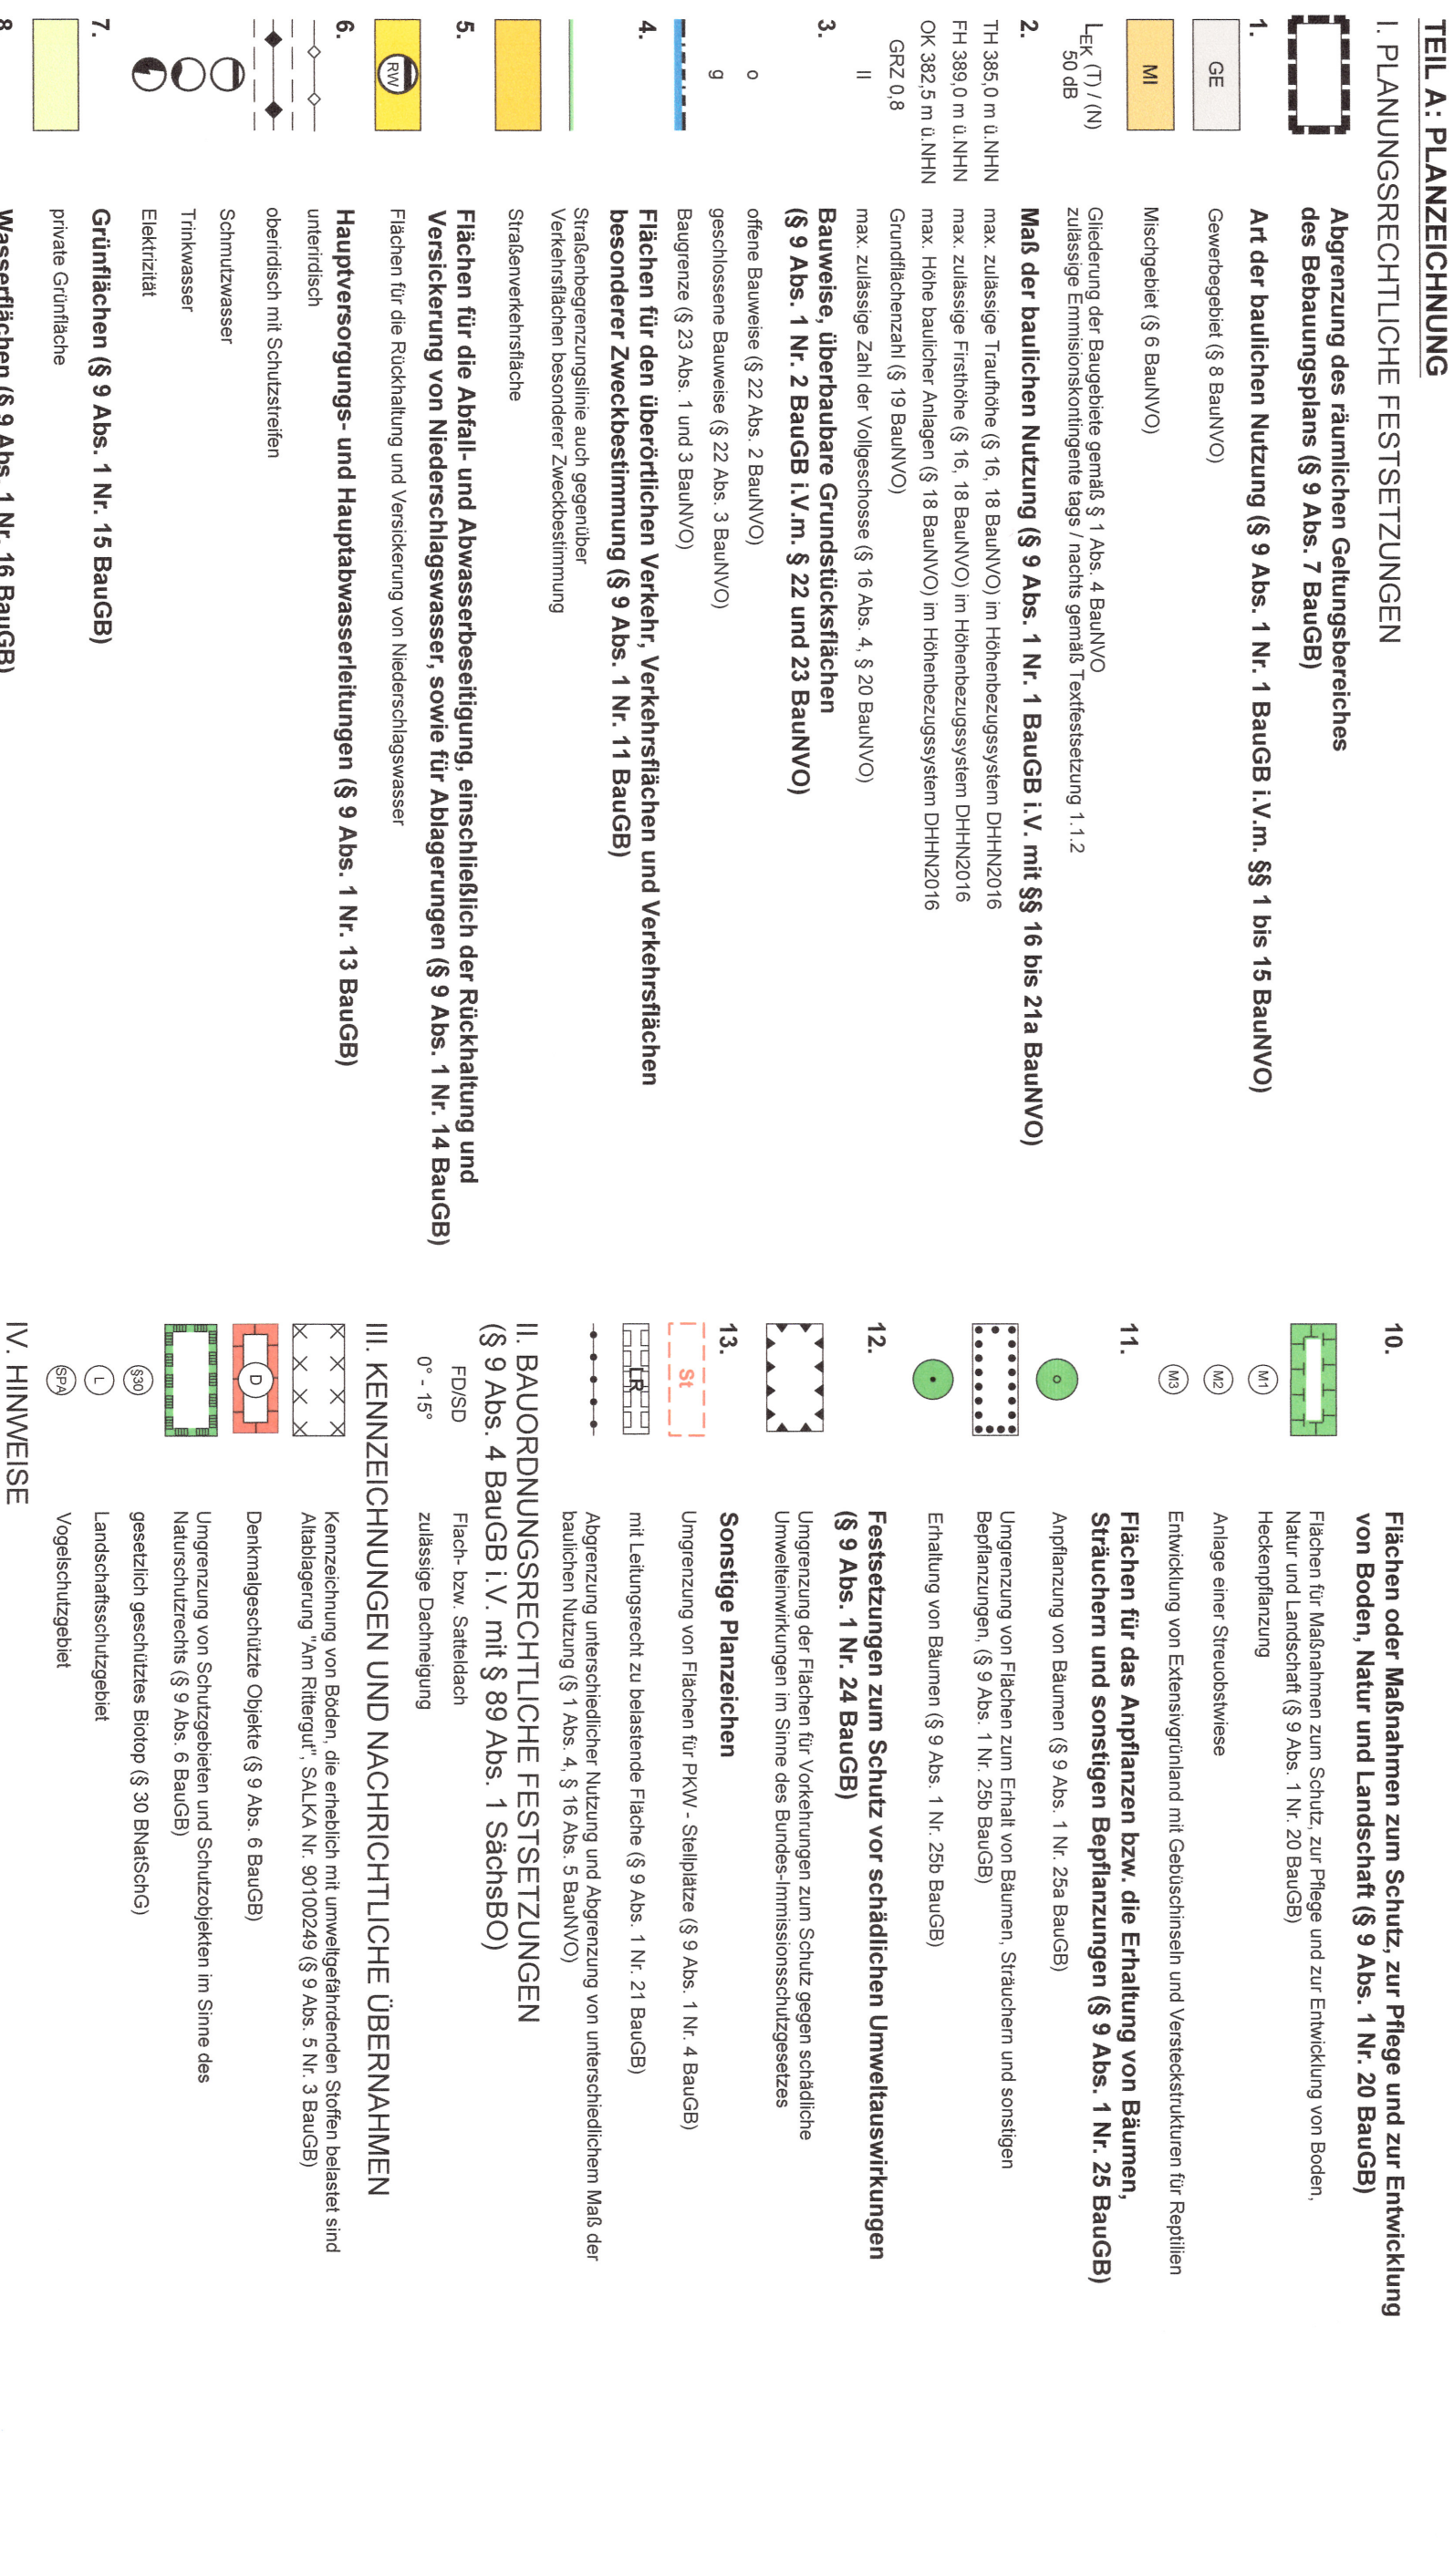 TEIL A: PLANZEICHNUNG
I. PLANUNGSRECHTLICHE FESTSETZUNGEN
Abgrenzung des räumlichen Geltungsbereiches
des Bebauungsplans (§ 9 Abs. 7 BauGB)
1. Art der baulichen Nutzung (§ 9 Abs. 1 Nr. 1 BauGB i.V.m. §§ 1 bis 15 BauNVO)
GE Gewerbegebiet (§ 8 BauNVO)
MI Mischgebiet (§ 6 BauNVO)
LEK (T) / (N) Gliederung der Baugebiete gemäß § 1 Abs. 4 BauNVO
50 dB zulässige Emmisionskontingente tags / nachts gemäß Textfestsetzung 1.1.2
2. Maß der baulichen Nutzung (§ 9 Abs. 1 Nr. 1 BauGB i.V. mit §§ 16 bis 21a BauNVO)
TH 385,0 m ü.NHN max. zulässige Traufhöhe (§ 16, 18 BauNVO) im Höhenbezugssystem DHHN2016
FH 389,0 m ü.NHN max. zulässige Firsthöhe (§ 16, 18 BauNVO) im Höhenbezugssystem DHHN2016
OK 382,5 m ü.NHN max. Höhe baulicher Anlagen (§ 18 BauNVO) im Höhenbezugssystem DHHN2016
GRZ 0,8 Grundflächenzahl (§ 19 BauNVO)
II max. zulässige Zahl der Vollgeschosse (§ 16 Abs. 4, § 20 BauNVO)
3. Bauweise, überbaubare Grundstücksflächen
(§ 9 Abs. 1 Nr. 2 BauGB i.V.m. § 22 und 23 BauNVO)
o offene Bauweise (§ 22 Abs. 2 BauNVO)
g geschlossene Bauweise (§ 22 Abs. 3 BauNVO)
Baugrenze (§ 23 Abs. 1 und 3 BauNVO)
4. Flächen für den überörtlichen Verkehr, Verkehrsflächen und Verkehrsflächen
besonderer Zweckbestimmung (§ 9 Abs. 1 Nr. 11 BauGB)
Straßenbegrenzungslinie auch gegenüber
Verkehrsflächen besonderer Zweckbestimmung
Straßenverkehrsfläche
5. Flächen für die Abfall- und Abwasserbeseitigung, einschließlich der Rückhaltung und
Versickerung von Niederschlagswasser, sowie für Ablagerungen (§ 9 Abs. 1 Nr. 14 BauGB)
RW Flächen für die Rückhaltung und Versickerung von Niederschlagswasser
6. Hauptversorgungs- und Hauptabwasserleitungen (§ 9 Abs. 1 Nr. 13 BauGB)
unterirdisch
oberirdisch mit Schutzstreifen
Schmutzwasser
Trinkwasser
Elektrizität
7. Grünflächen (§ 9 Abs. 1 Nr. 15 BauGB)
private Grünfläche
8. Wasserflächen (§ 9 Abs. 1 Nr. 16 BauGB)
10. Flächen oder Maßnahmen zum Schutz, zur Pflege und zur Entwicklung
von Boden, Natur und Landschaft (§ 9 Abs. 1 Nr. 20 BauGB)
Flächen für Maßnahmen zum Schutz, zur Pflege und zur Entwicklung von Boden,
Natur und Landschaft (§ 9 Abs. 1 Nr. 20 BauGB)
M1 Heckenpflanzung
M2 Anlage einer Streuobstwiese
M3 Entwicklung von Extensivgrünland mit Gebüschinseln und Versteckstrukturen für Reptilien
11. Flächen für das Anpflanzen bzw. die Erhaltung von Bäumen,
Sträuchern und sonstigen Bepflanzungen (§ 9 Abs. 1 Nr. 25 BauGB)
Anpflanzung von Bäumen (§ 9 Abs. 1 Nr. 25a BauGB)
Umgrenzung von Flächen zum Erhalt von Bäumen, Sträuchern und sonstigen
Bepflanzungen, (§ 9 Abs. 1 Nr. 25b BauGB)
Erhaltung von Bäumen (§ 9 Abs. 1 Nr. 25b BauGB)
12. Festsetzungen zum Schutz vor schädlichen Umweltauswirkungen
(§ 9 Abs. 1 Nr. 24 BauGB)
Umgrenzung der Flächen für Vorkehrungen zum Schutz gegen schädliche
Umwelteinwirkungen im Sinne des Bundes-Immissionsschutzgesetzes
13. Sonstige Planzeichen
St Umgrenzung von Flächen für PKW - Stellplätze (§ 9 Abs. 1 Nr. 4 BauGB)
LR mit Leitungsrecht zu belastende Fläche (§ 9 Abs. 1 Nr. 21 BauGB)
Abgrenzung unterschiedlicher Nutzung und Abgrenzung von unterschiedlichem Maß der
baulichen Nutzung (§ 1 Abs. 4, § 16 Abs. 5 BauNVO)
II. BAUORDNUNGSRECHTLICHE FESTSETZUNGEN
(§ 9 Abs. 4 BauGB i.V. mit § 89 Abs. 1 SächsBO)
FD/SD Flach- bzw. Satteldach
0° - 15° zulässige Dachneigung
III. KENNZEICHNUNGEN UND NACHRICHTLICHE ÜBERNAHMEN
Kennzeichnung von Böden, die erheblich mit umweltgefährdenden Stoffen belastet sind
Altablagerung "Am Rittergut", SALKA Nr. 90100249 (§ 9 Abs. 5 Nr. 3 BauGB)
D Denkmalgeschützte Objekte (§ 9 Abs. 6 BauGB)
Umgrenzung von Schutzgebieten und Schutzobjekten im Sinne des
Naturschutzrechts (§ 9 Abs. 6 BauGB)
§30 gesetzlich geschütztes Biotop (§ 30 BNatSchG)
L Landschaftsschutzgebiet
SPA Vogelschutzgebiet
IV. HINWEISE